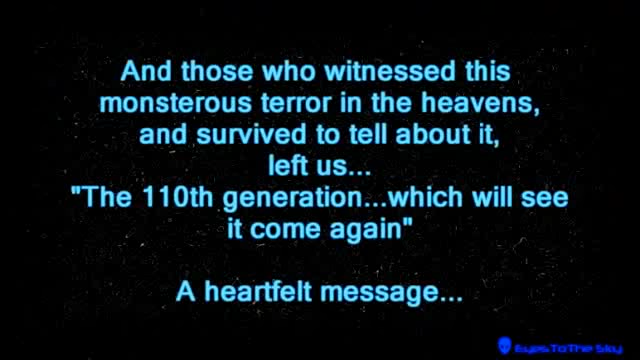 And those who witnessed this
monsterous terror in the heavens,
and survived to tell about it,
left us...
"The 110th generation...which will see
it come again"
A heartfelt message...
EyesToTheSky